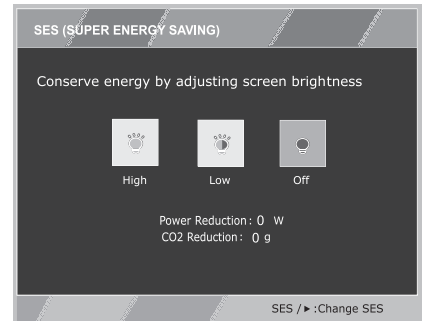 SES (SUPER ENERGY SAVING)
Conserve energy by adjusting screen brightness
High Low Off
Power Reduction: 0 W
CO2 Reduction: 0 g
SES / ▶ :Change SES